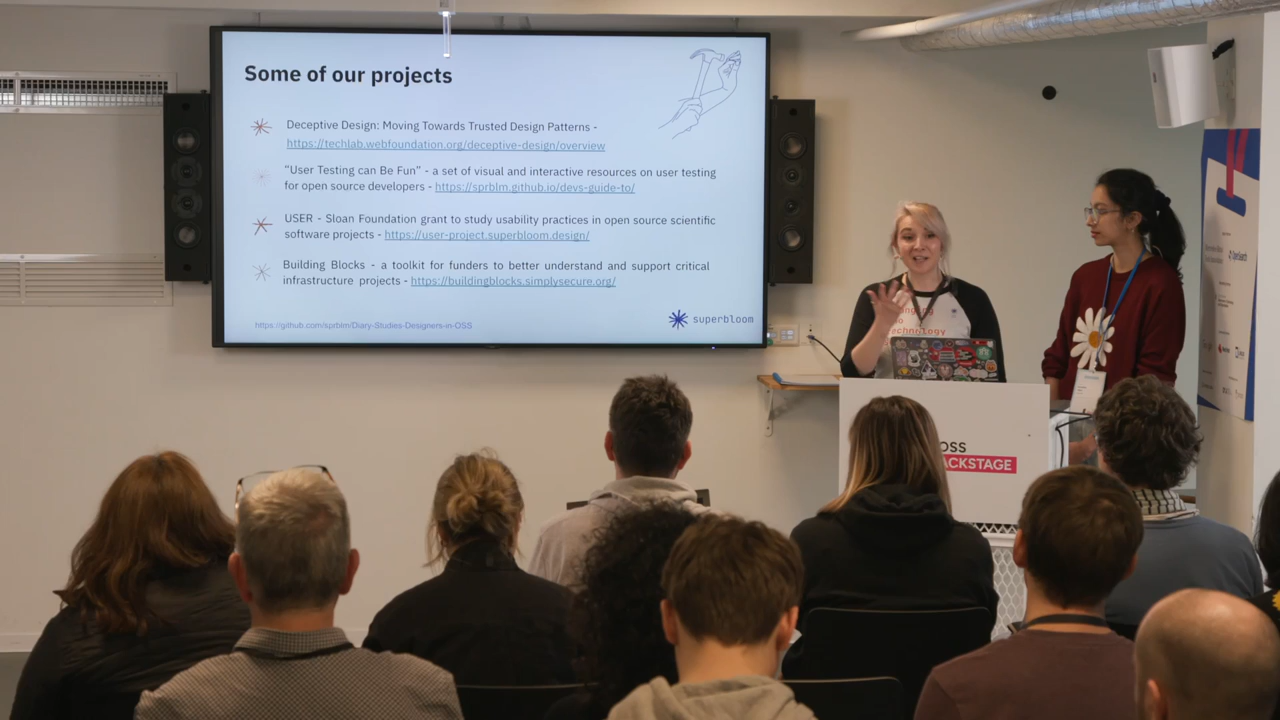 Some of our projects
Deceptive Design: Moving Towards Trusted Design Patterns -
https://techlab.webfoundation.org/deceptive-design/overview
“User Testing can Be Fun” - a set of visual and interactive resources on user testing
for open source developers - https://sprblm.github.io/devs-guide-to/
USER - Sloan Foundation grant to study usability practices in open source scientific
software projects - https://user-project.superbloom.design/
Building Blocks - a toolkit for funders to better understand and support critical
infrastructure projects - https://buildingblocks.simplysecure.org/
https://github.com/sprblm/Diary-Studies-Designers-in-OSS
superbloom
Technology
OSS
ACKSTAGE